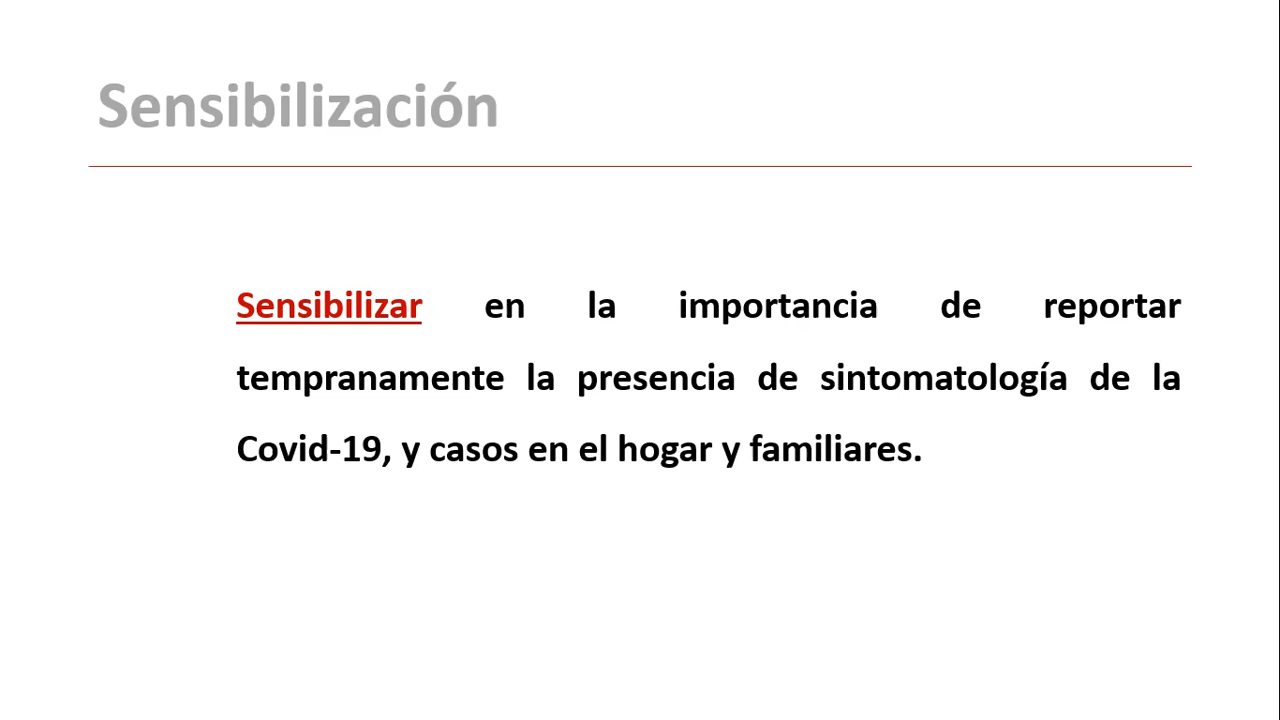 Sensibilización
Sensibilizar en la importancia de reportar
tempranamente la presencia de sintomatología de la
Covid-19, y casos en el hogar y familiares.